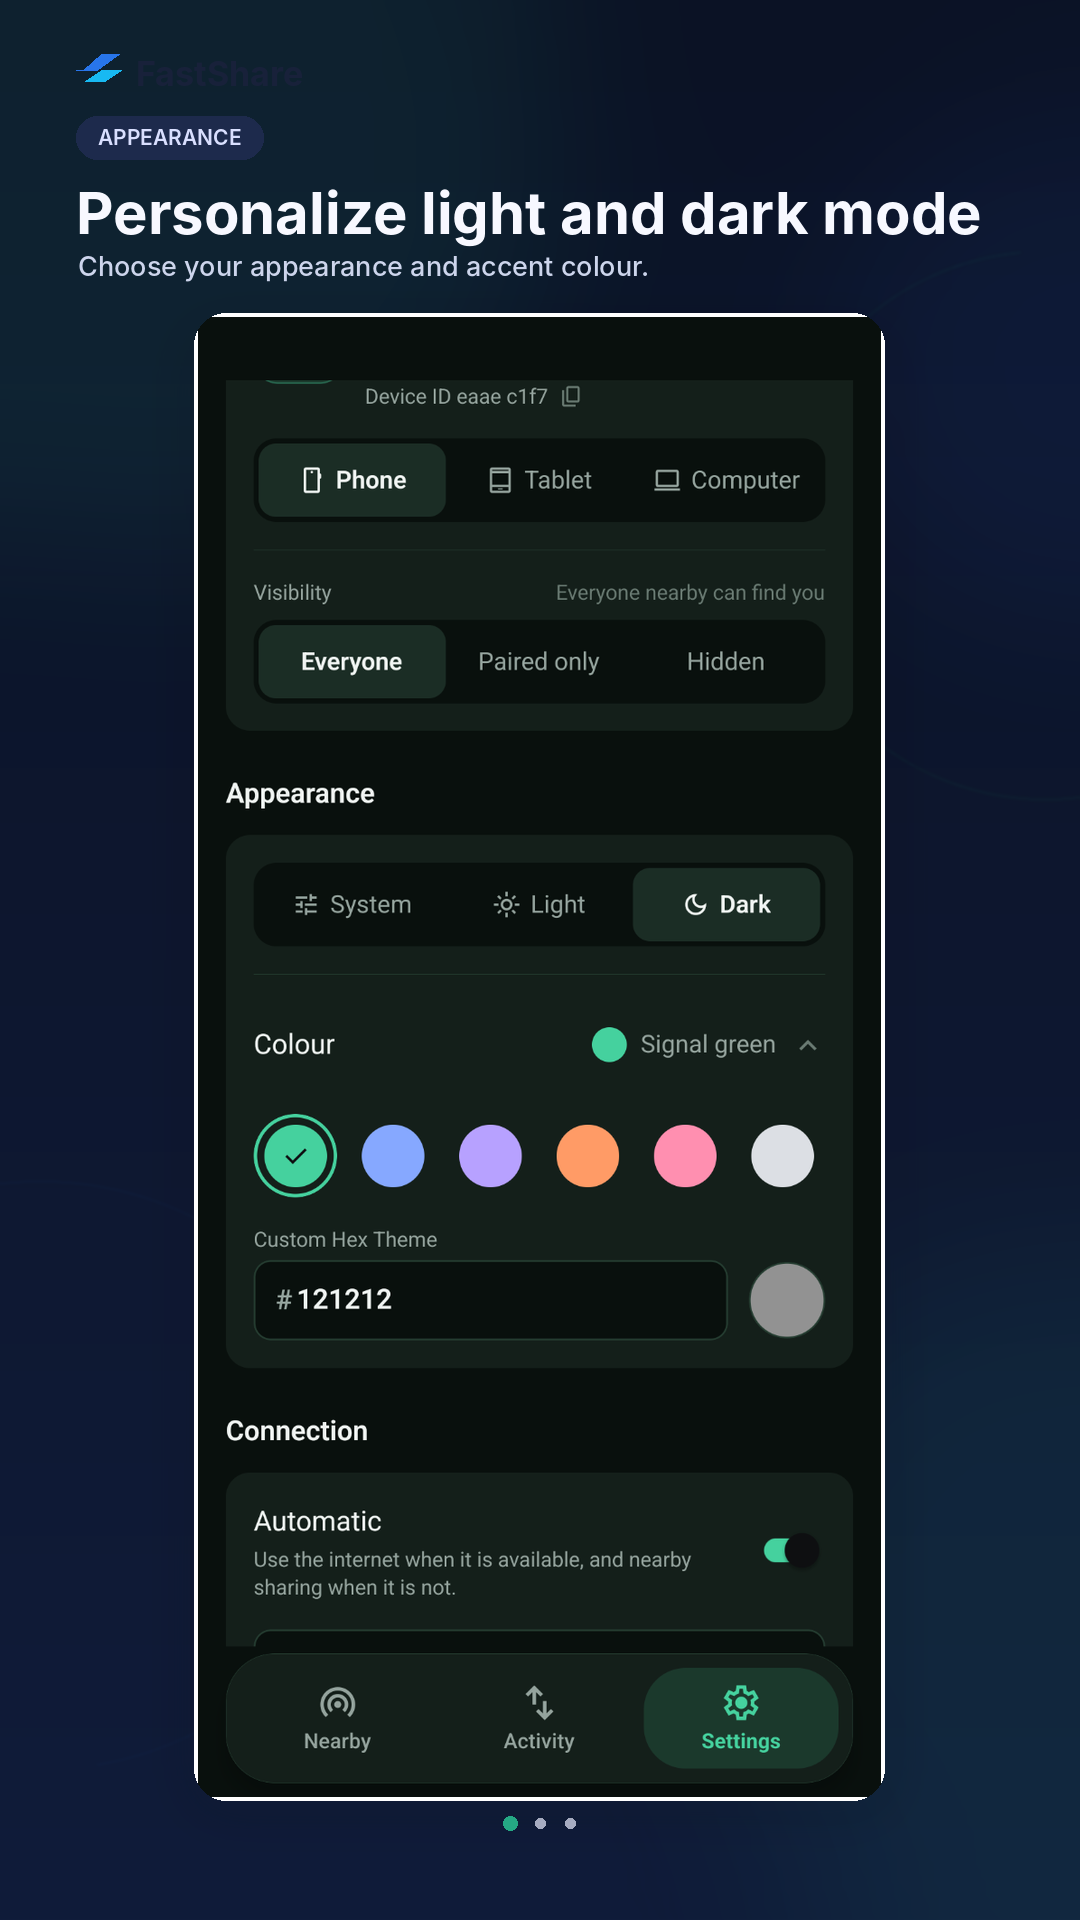 FastShare
APPEARANCE
Personalize light and dark mode
Choose your appearance and accent colour.
Device ID eaae c1f7
Phone Tablet Computer
Visibility Everyone nearby can find you
Everyone Paired only Hidden
Appearance
System Light Dark
Colour Signal green
Custom Hex Theme
# 121212
Connection
Automatic
Use the internet when it is available, and nearby
sharing when it is not.
Nearby Activity Settings